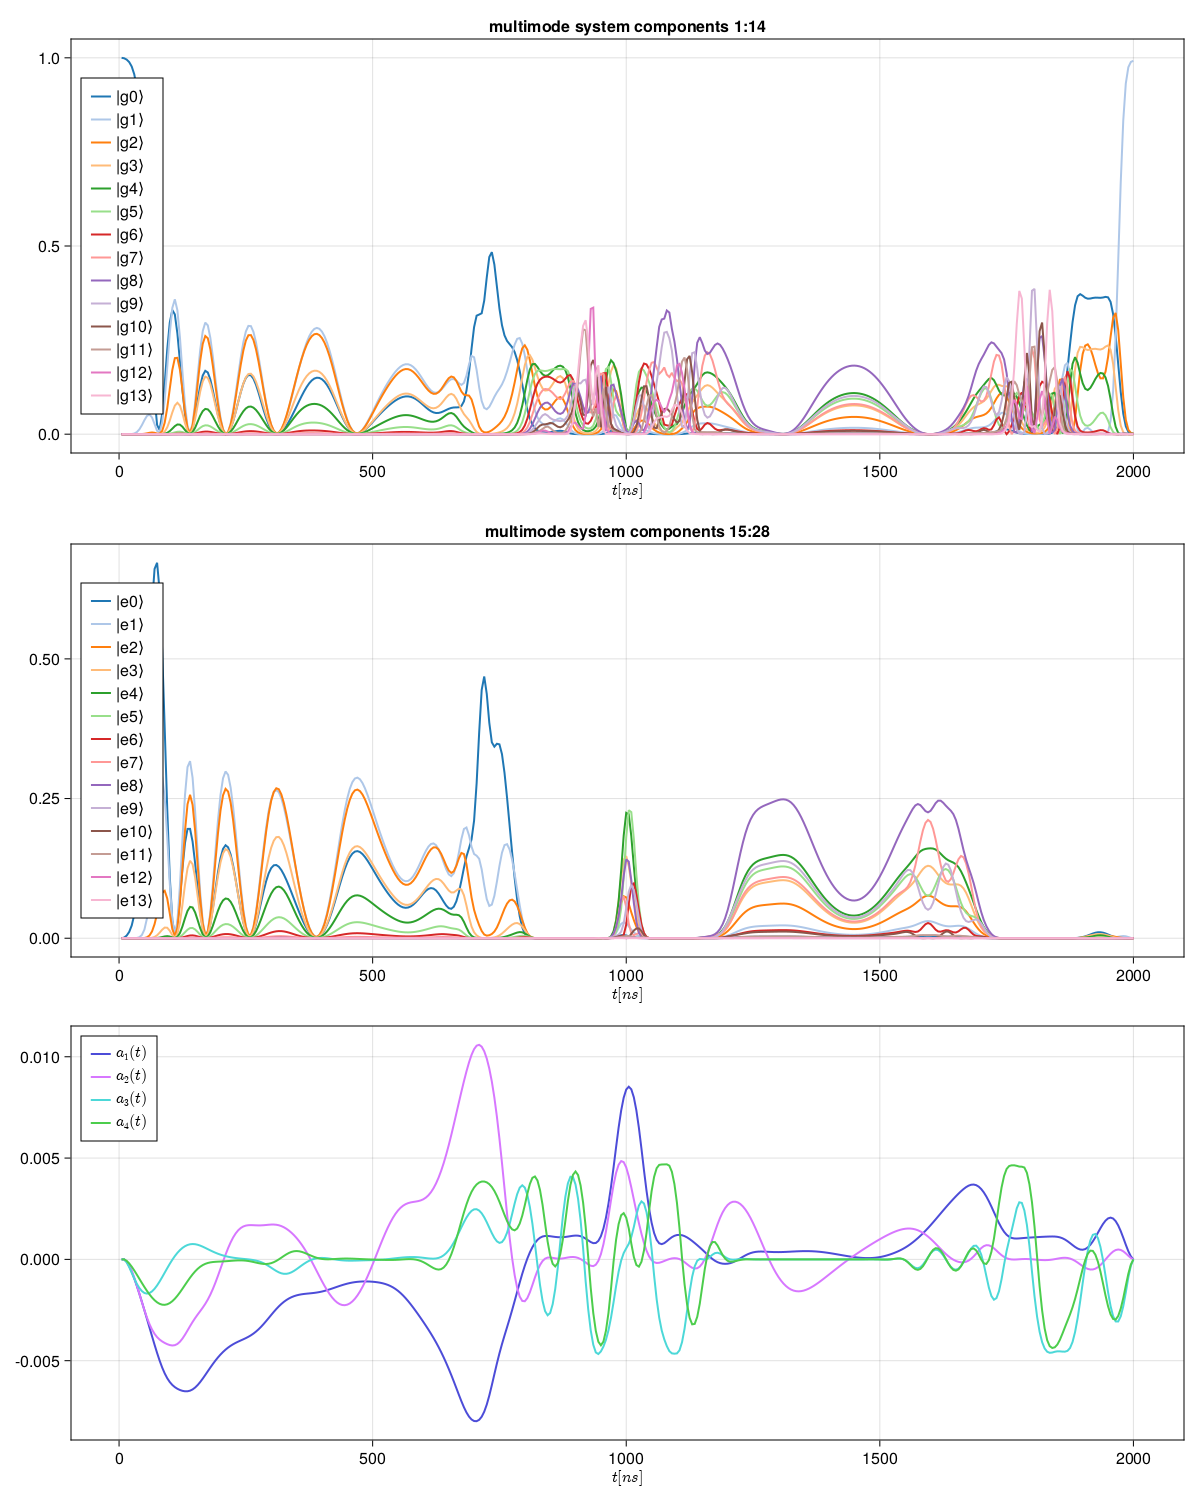 multimode system components 1:14
1.0
0.5
0.0
|g0⟩
|g1⟩
|g2⟩
|g3⟩
|g4⟩
|g5⟩
|g6⟩
|g7⟩
|g8⟩
|g9⟩
|g10⟩
|g11⟩
|g12⟩
|g13⟩
0 500 1000 1500 2000
t[ns]
multimode system components 15:28
0.50
0.25
0.00
|e0⟩
|e1⟩
|e2⟩
|e3⟩
|e4⟩
|e5⟩
|e6⟩
|e7⟩
|e8⟩
|e9⟩
|e10⟩
|e11⟩
|e12⟩
|e13⟩
0 500 1000 1500 2000
t[ns]
0.010
0.005
0.000
-0.005
a₁(t)
a₂(t)
a₃(t)
a₄(t)
0 500 1000 1500 2000
t[ns]